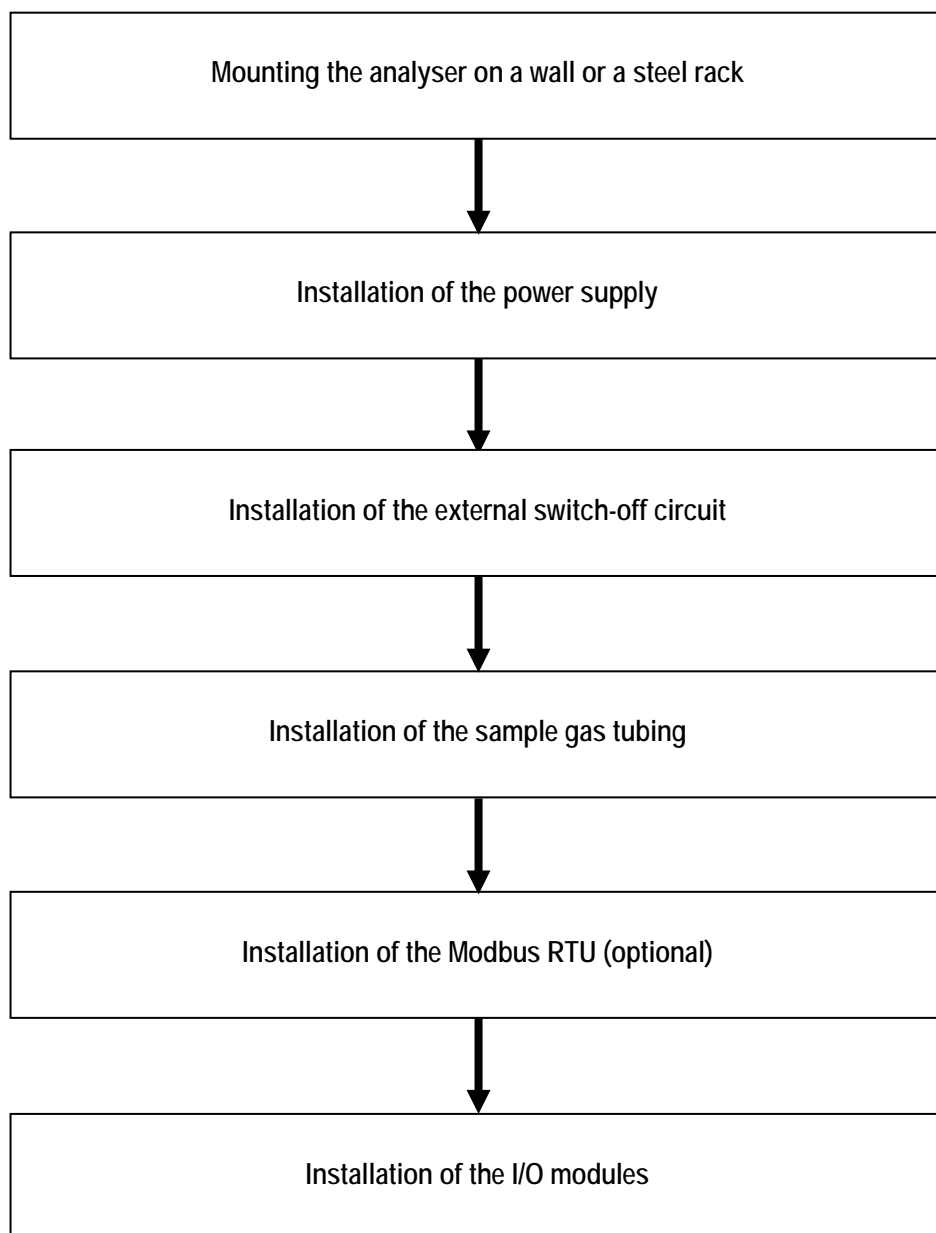 Mounting the analyser on a wall or a steel rack
Installation of the power supply
Installation of the external switch-off circuit
Installation of the sample gas tubing
Installation of the Modbus RTU (optional)
Installation of the I/O modules